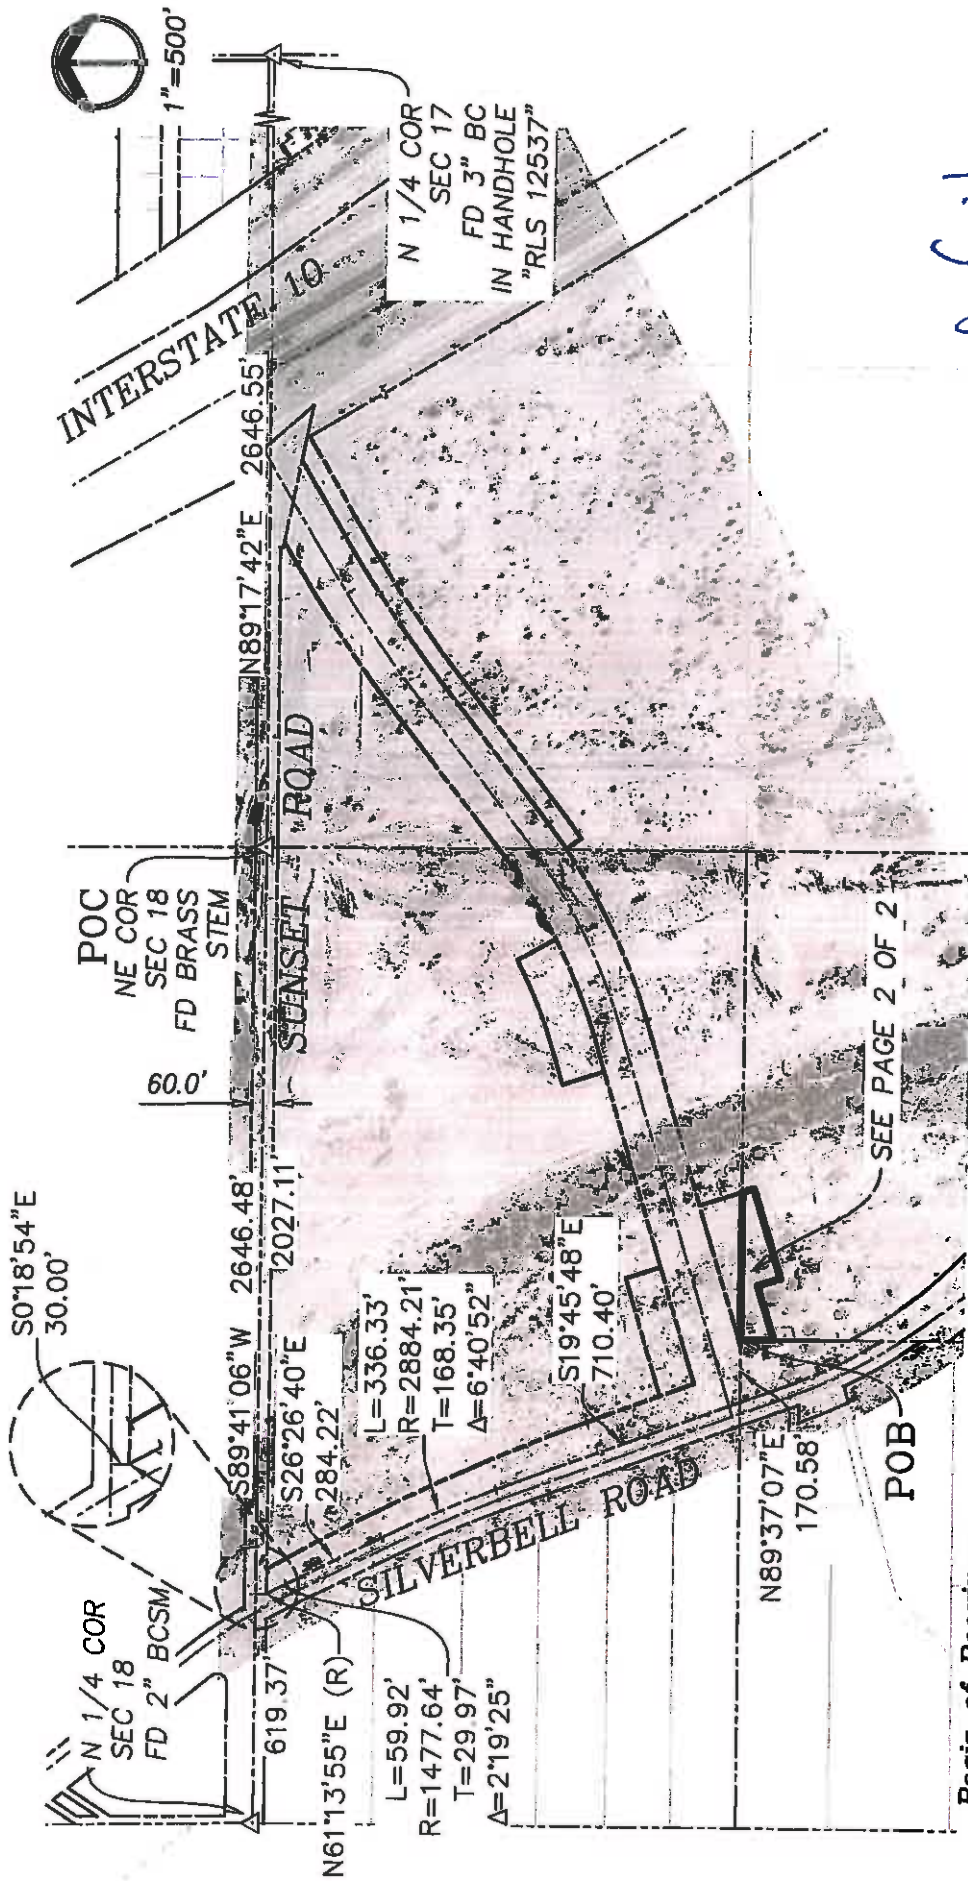 1"=500'
INTERSTATE 10
N 1/4 COR
SEC 17
FD 3" BC
IN HANDHOLE
"RLS 12537"
N89°17'42"E 2646.55'
POC
NE COR
SEC 18
FD BRASS
STEM
SUNSET ROAD
60.0'
S0°18'54"E
30.00'
S89°41'06"W 2646.48'
2027.11'
S26°26'40"E
284.22'
L=336.33'
R=2884.21'
T=168.35'
Δ=6°40'52"
S19°45'48"E
710.40'
N 1/4 COR
SEC 18
FD 2" BCSM
619.37'
N61°13'55"E (R)
L=59.92'
R=1477.64'
T=29.97'
Δ=2°19'25"
SILVERBELL ROAD
SEE PAGE 2 OF 2
N89°37'07"E
170.58'
POB